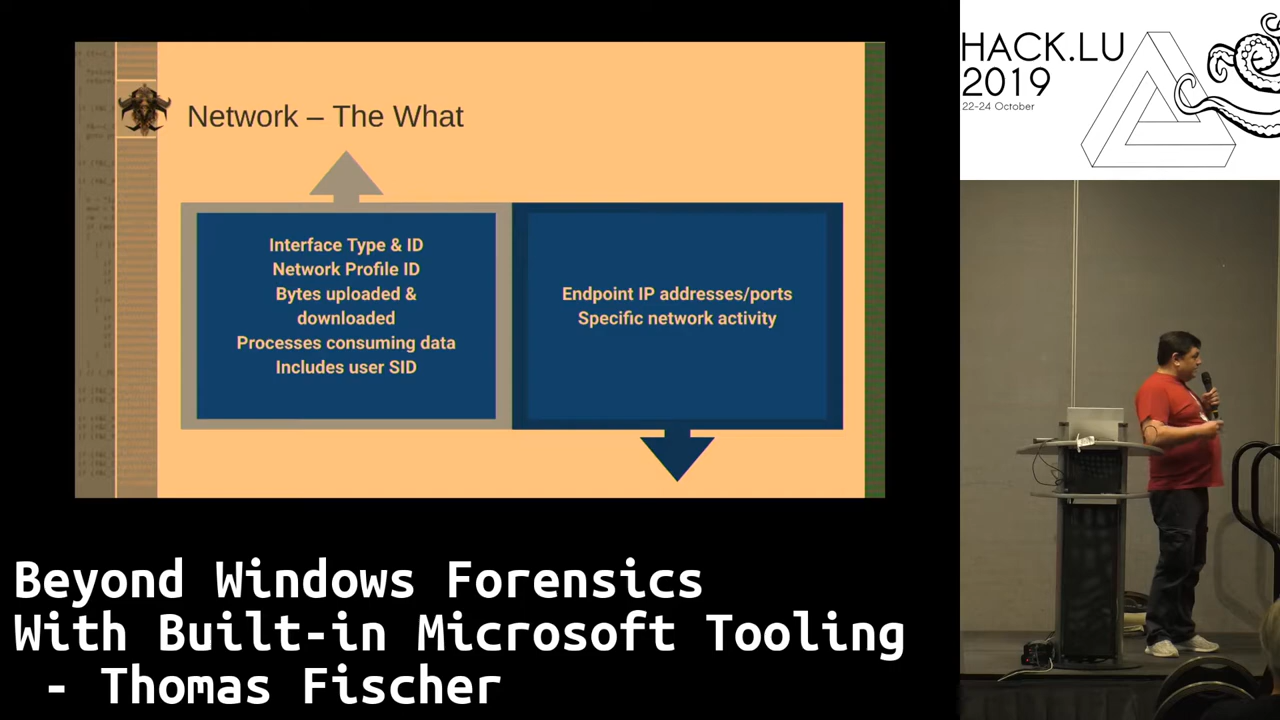 HACK.LU
2019
22-24 October
Network – The What
Interface Type & ID
Network Profile ID
Bytes uploaded &
downloaded
Processes consuming data
Includes user SID
Endpoint IP addresses/ports
Specific network activity
Beyond Windows Forensics
With Built-in Microsoft Tooling
- Thomas Fischer